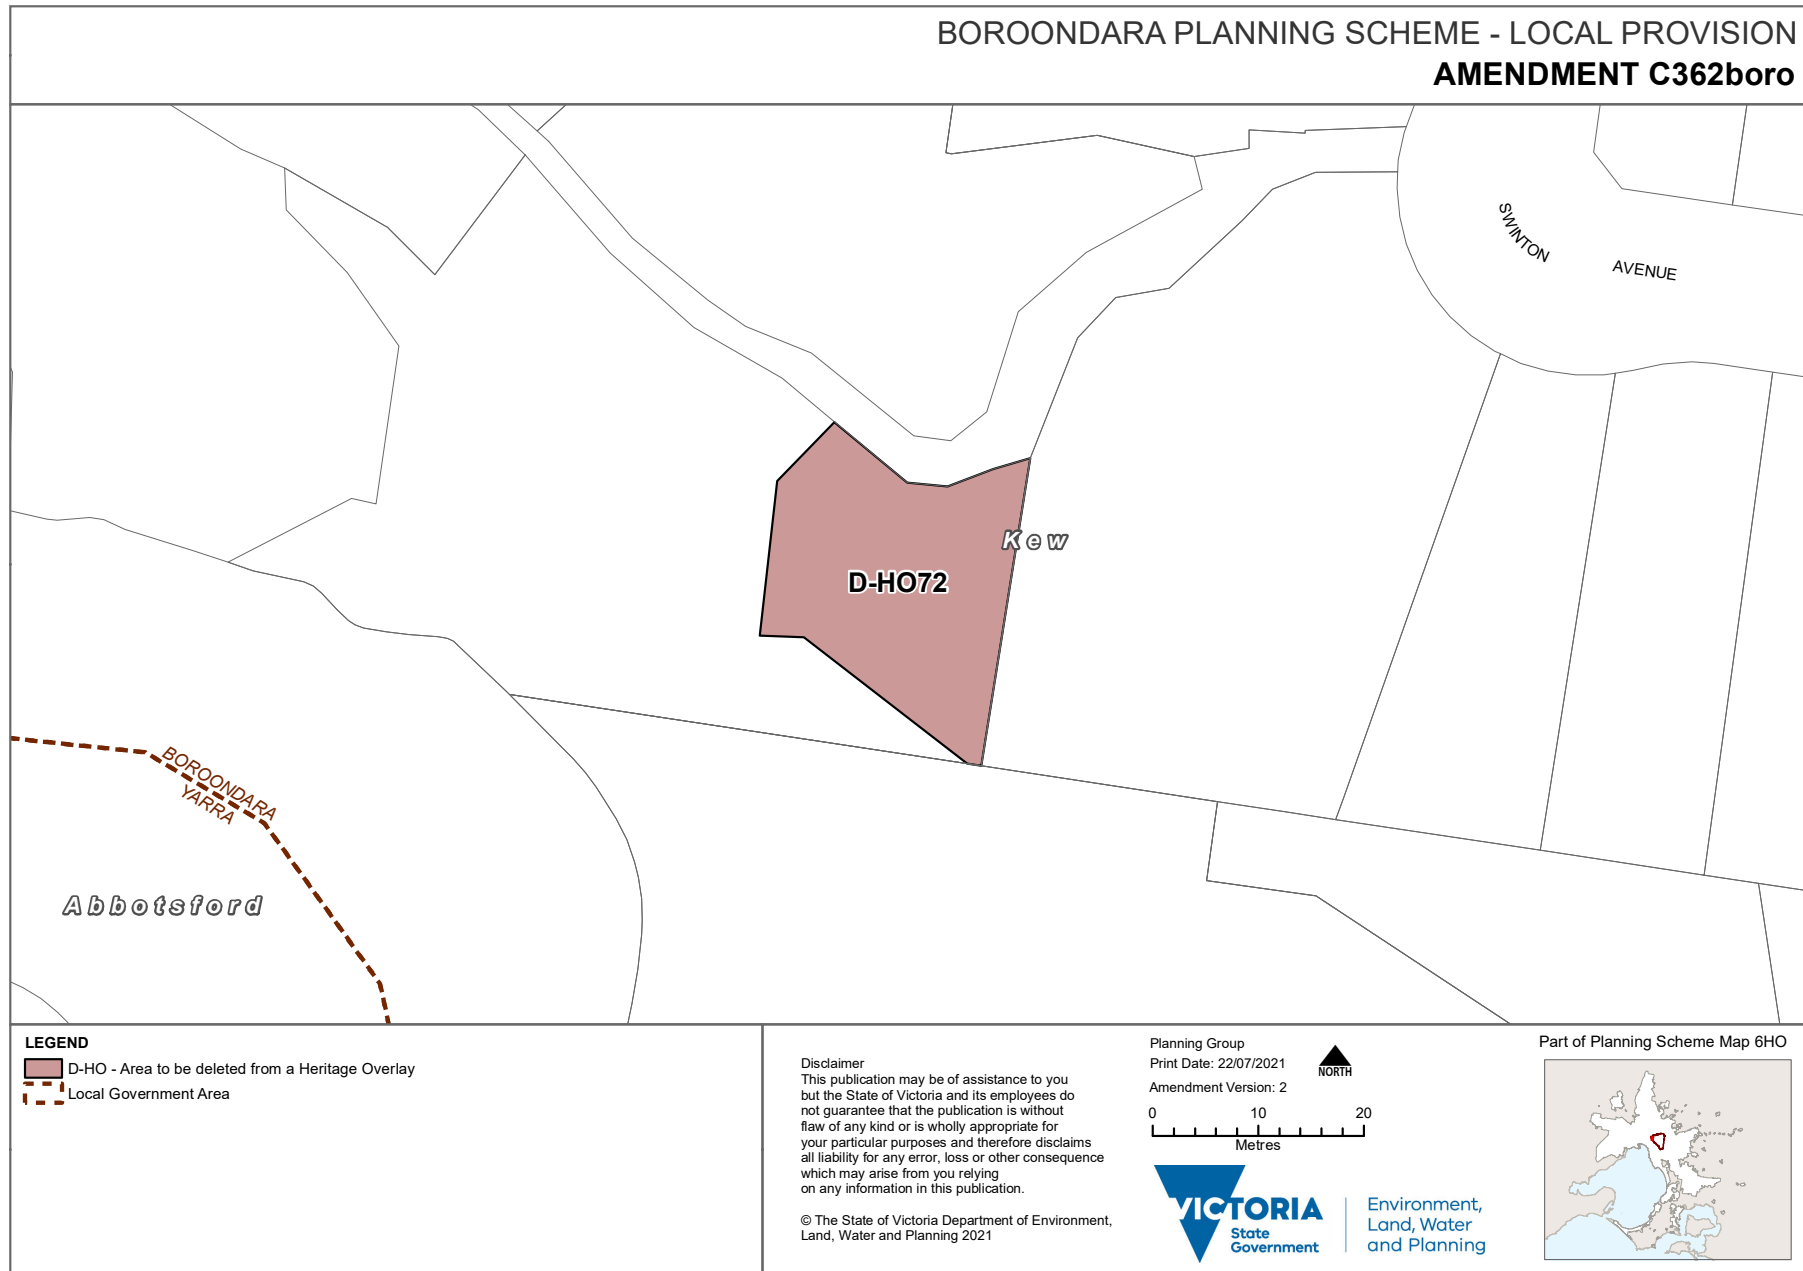 BOROONDARA PLANNING SCHEME - LOCAL PROVISION
AMENDMENT C362boro
SWINTON
AVENUE
Kew
D-HO72
BOROONDARA
YARRA
Abbotsford
LEGEND
D-HO - Area to be deleted from a Heritage Overlay
Local Government Area
Disclaimer
This publication may be of assistance to you
but the State of Victoria and its employees do
not guarantee that the publication is without
flaw of any kind or is wholly appropriate for
your particular purposes and therefore disclaims
all liability for any error, loss or other consequence
which may arise from you relying
on any information in this publication.
© The State of Victoria Department of Environment,
Land, Water and Planning 2021
Planning Group
Print Date: 22/07/2021
Amendment Version: 2
NORTH
0 10 20
Metres
VICTORIA
State
Government
Environment,
Land, Water
and Planning
Part of Planning Scheme Map 6HO